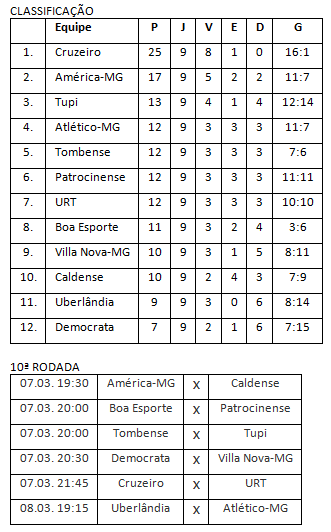 CLASSIFICAÇÃO
Equipe P J V E D G
1. Cruzeiro 25 9 8 1 0 16:1
2. América-MG 17 9 5 2 2 11:7
3. Tupi 13 9 4 1 4 12:14
4. Atlético-MG 12 9 3 3 3 11:7
5. Tombense 12 9 3 3 3 7:6
6. Patrocinense 12 9 3 3 3 11:11
7. URT 12 9 3 3 3 10:10
8. Boa Esporte 11 9 3 2 4 3:6
9. Villa Nova-MG 10 9 3 1 5 8:11
10. Caldense 10 9 2 4 3 7:9
11. Uberlândia 9 9 3 0 6 8:14
12. Democrata 7 9 2 1 6 7:15
10ª RODADA
07.03. 19:30 América-MG X Caldense
07.03. 20:00 Boa Esporte X Patrocinense
07.03. 20:00 Tombense X Tupi
07.03. 20:30 Democrata X Villa Nova-MG
07.03. 21:45 Cruzeiro X URT
08.03. 19:15 Uberlândia X Atlético-MG